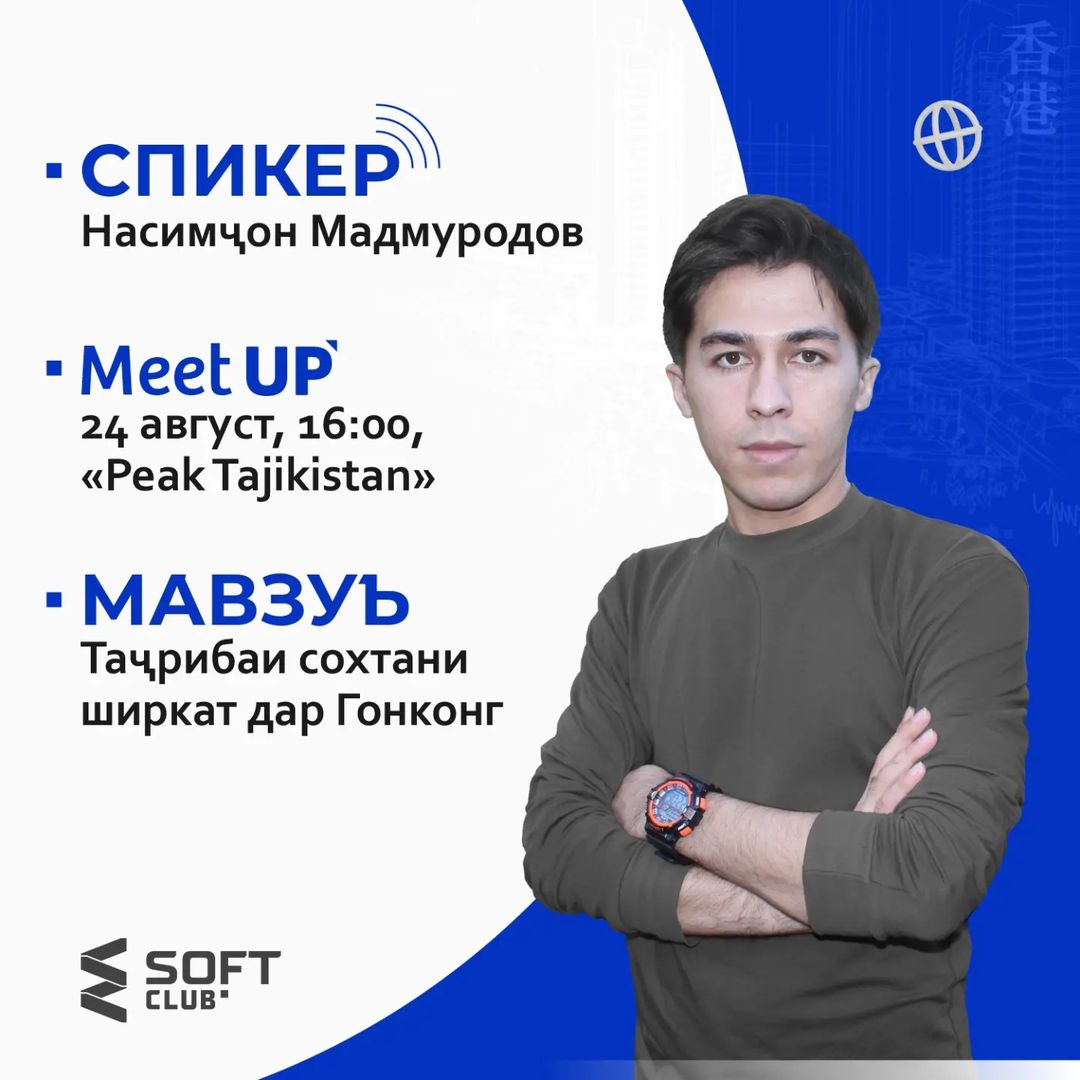 СПИКЕР
Насимҷон Мадмуродов
Meet UP
24 август, 16:00,
«Peak Tajikistan»
МАВЗУЪ
Таҷрибаи сохтани
ширкат дар Гонконг
SOFT
CLUB
香港